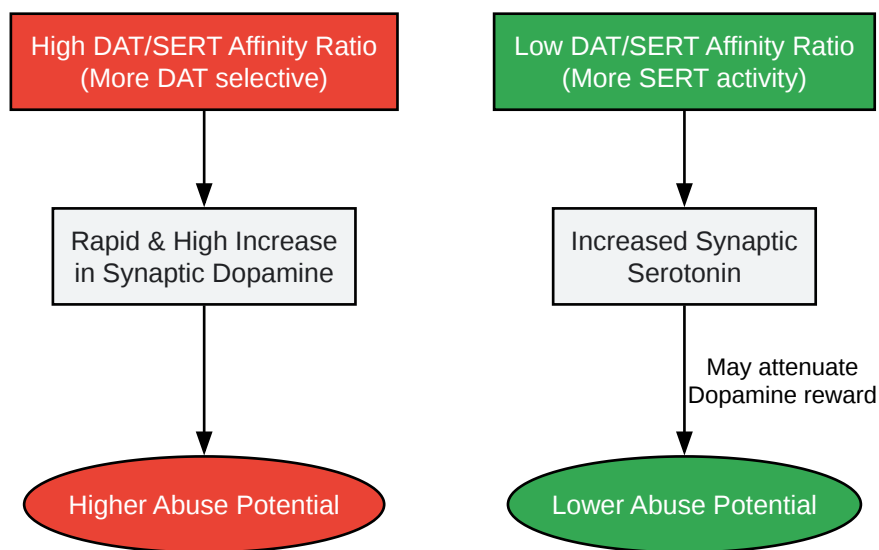 High DAT/SERT Affinity Ratio
(More DAT selective)
Rapid & High Increase
in Synaptic Dopamine
Higher Abuse Potential
Low DAT/SERT Affinity Ratio
(More SERT activity)
Increased Synaptic
Serotonin
May attenuate
Dopamine reward
Lower Abuse Potential